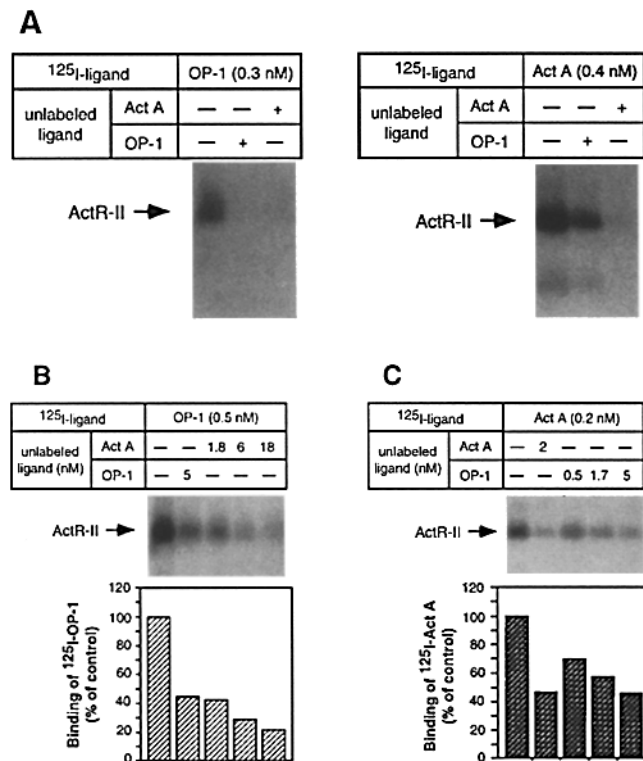 A
125I-ligand OP-1 (0.3 nM)
unlabeled ligand Act A — — +
OP-1 — + —
ActR-II
125I-ligand Act A (0.4 nM)
unlabeled ligand Act A — — +
OP-1 — + —
ActR-II
B
125I-ligand OP-1 (0.5 nM)
unlabeled ligand (nM) Act A — — 1.8 6 18
OP-1 — 5 — — —
ActR-II
Binding of 125I-OP-1
(% of control)
120
100
80
60
40
20
0
C
125I-ligand Act A (0.2 nM)
unlabeled ligand (nM) Act A — 2 — — —
OP-1 — — 0.5 1.7 5
ActR-II
Binding of 125I-Act A
(% of control)
120
100
80
60
40
20
0